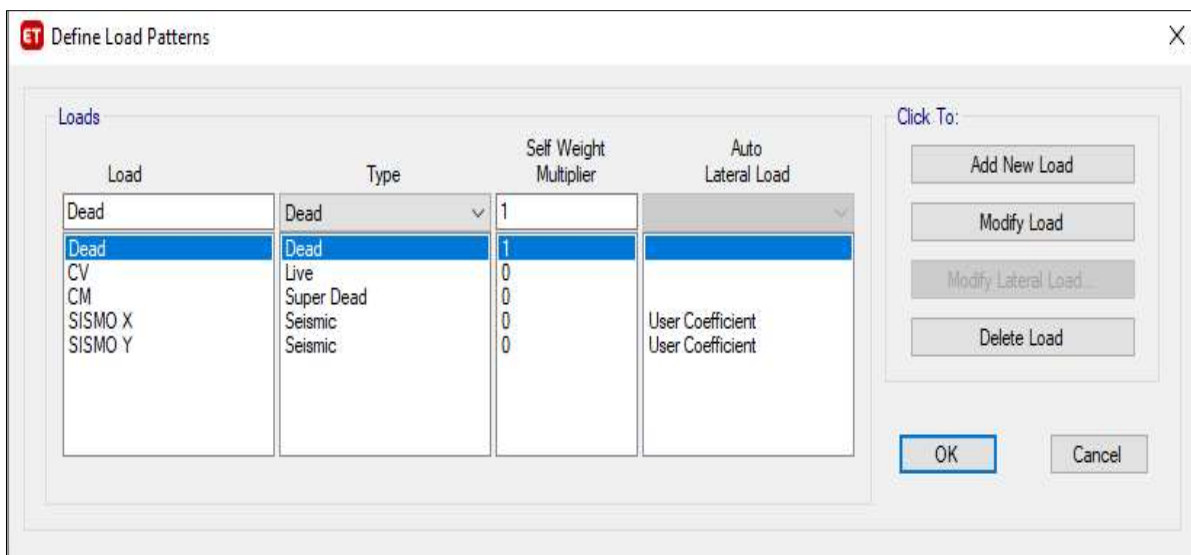 ET Define Load Patterns X
Loads
Click To:
Load Type Self Weight Multiplier Auto Lateral Load
Dead Dead 1
Dead Dead 1
CV Live 0
CM Super Dead 0
SISMO X Seismic 0 User Coefficient
SISMO Y Seismic 0 User Coefficient
Add New Load
Modify Load
Modify Lateral Load...
Delete Load
OK Cancel